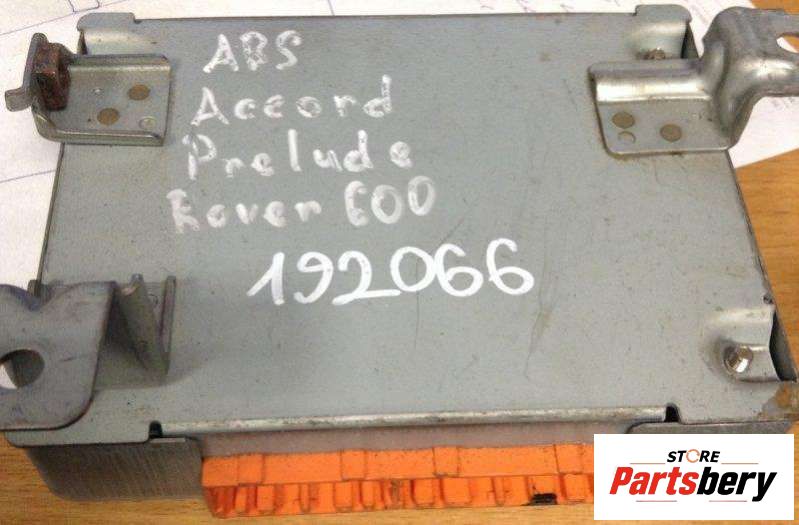 ABS
Accord
Prelude
Rover 600
192066
STORE
Partsbery